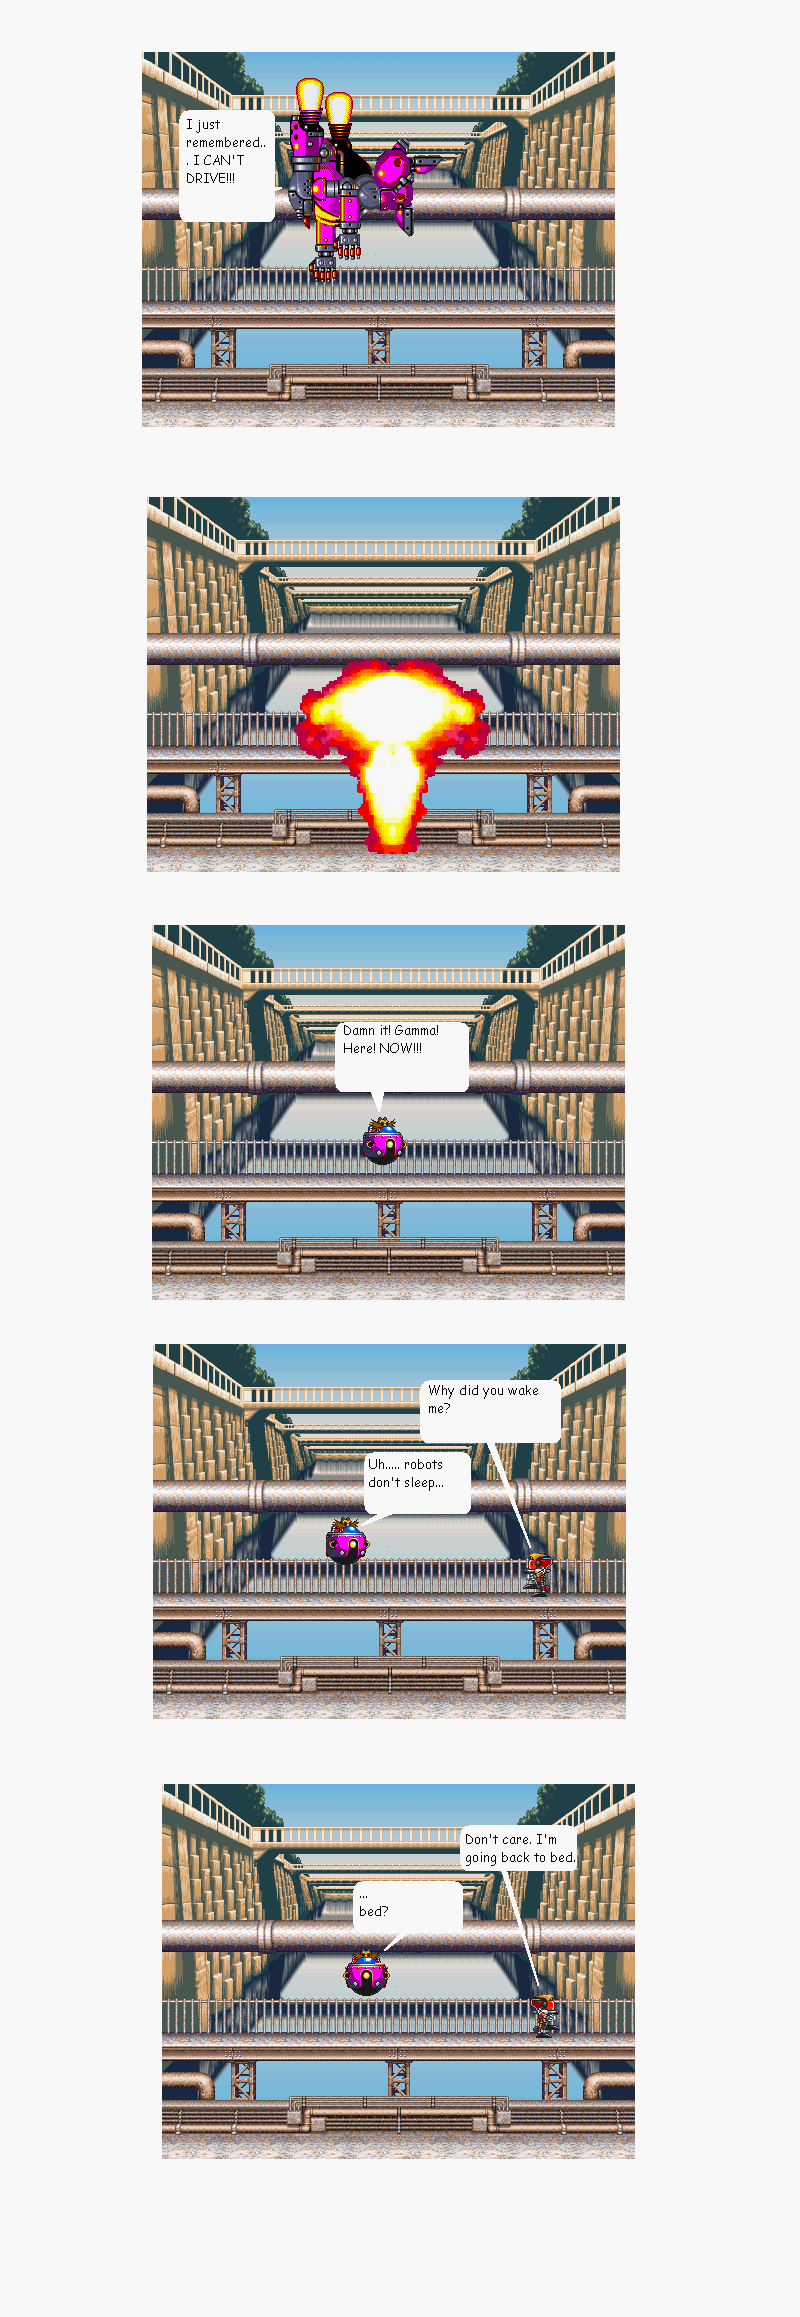 I just
remembered..
. I CAN'T
DRIVE!!!
Damn it! Gamma!
Here! NOW!!!
Why did you wake
me?
Uh..... robots
don't sleep...
Don't care. I'm
going back to bed.
...
bed?